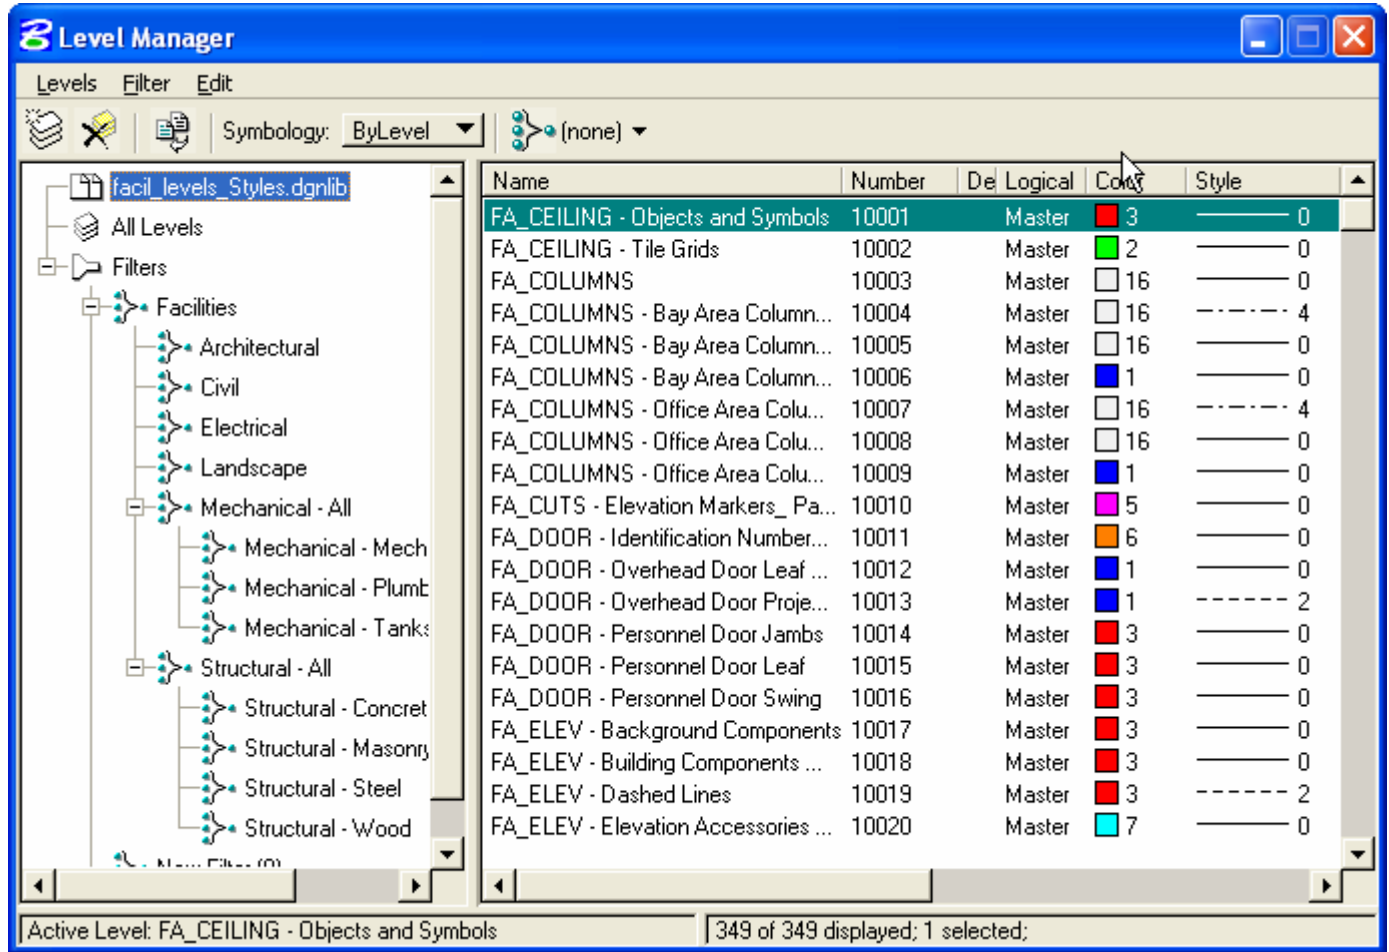 Level Manager
Levels Filter Edit
Symbology: ByLevel (none)
facil_levels_Styles.dgnlib
All Levels
Filters
Facilities
Architectural
Civil
Electrical
Landscape
Mechanical - All
Mechanical - Mech
Mechanical - Plumb
Mechanical - Tanks
Structural - All
Structural - Concret
Structural - Masonry
Structural - Steel
Structural - Wood
New Filter (0)
Name Number De Logical Color Style
FA_CEILING - Objects and Symbols 10001 Master 3 0
FA_CEILING - Tile Grids 10002 Master 2 0
FA_COLUMNS 10003 Master 16 0
FA_COLUMNS - Bay Area Column... 10004 Master 16 4
FA_COLUMNS - Bay Area Column... 10005 Master 16 0
FA_COLUMNS - Bay Area Column... 10006 Master 1 0
FA_COLUMNS - Office Area Colu... 10007 Master 16 4
FA_COLUMNS - Office Area Colu... 10008 Master 16 0
FA_COLUMNS - Office Area Colu... 10009 Master 1 0
FA_CUTS - Elevation Markers_ Pa... 10010 Master 5 0
FA_DOOR - Identification Number... 10011 Master 6 0
FA_DOOR - Overhead Door Leaf ... 10012 Master 1 0
FA_DOOR - Overhead Door Proje... 10013 Master 1 2
FA_DOOR - Personnel Door Jambs 10014 Master 3 0
FA_DOOR - Personnel Door Leaf 10015 Master 3 0
FA_DOOR - Personnel Door Swing 10016 Master 3 0
FA_ELEV - Background Components 10017 Master 3 0
FA_ELEV - Building Components ... 10018 Master 3 0
FA_ELEV - Dashed Lines 10019 Master 3 2
FA_ELEV - Elevation Accessories ... 10020 Master 7 0
Active Level: FA_CEILING - Objects and Symbols
349 of 349 displayed; 1 selected;